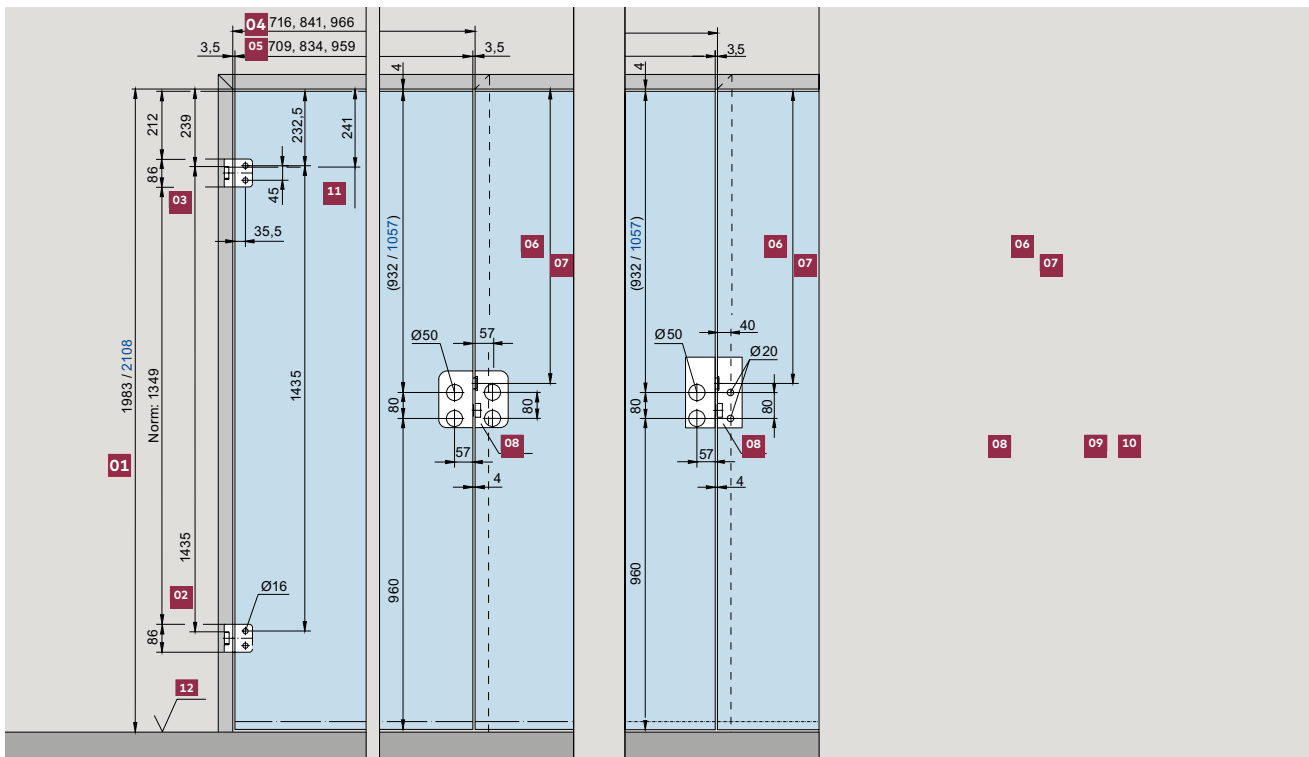 04 716, 841, 966
3,5 05 709, 834, 959 3,5 3,5
4 4
212 239 232,5 241
86 03 45 11
35,5
(932 / 1057) 06 07 (932 / 1057) 06 07 06 07
1983 / 2108
Norm: 1349
1435
1435
Ø50 57 Ø50 40 Ø20
80 80 80 80
01 57 08 57 08 08 09 10
4 4
02 Ø16 960 960
86
12